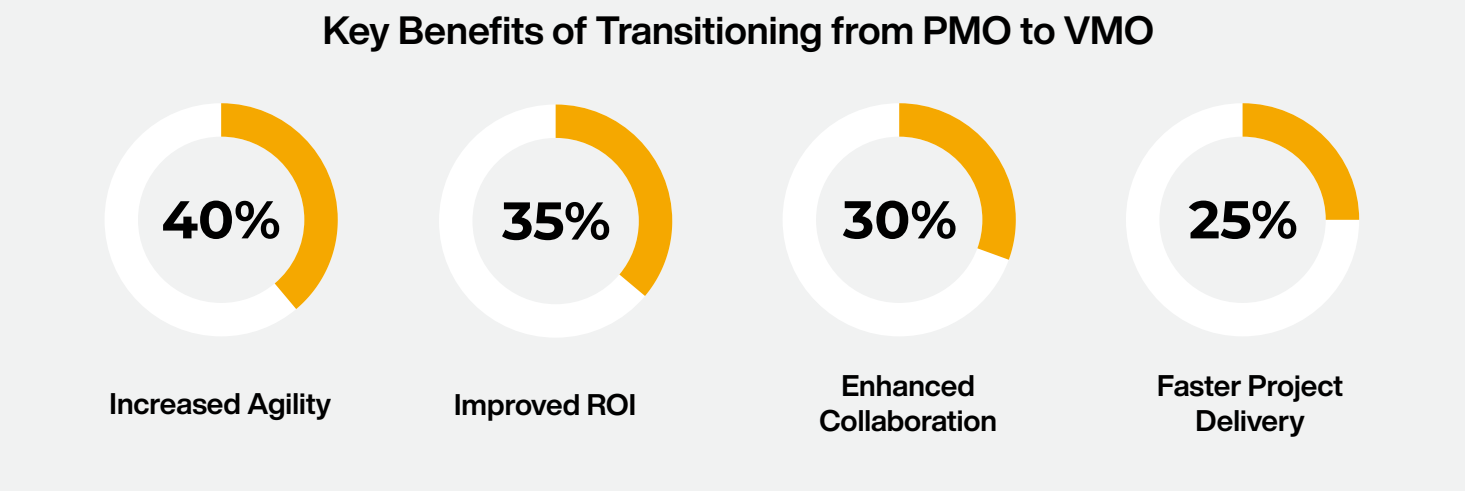 Key Benefits of Transitioning from PMO to VMO
40%
35%
30%
25%
Increased Agility
Improved ROI
Enhanced
Collaboration
Faster Project
Delivery